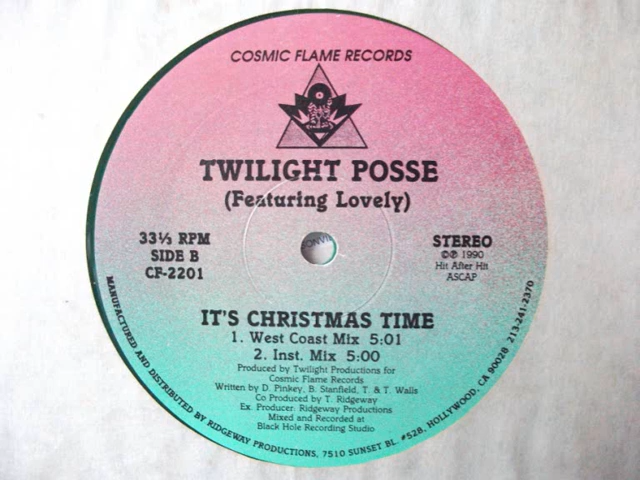 COSMIC FLAME RECORDS
TWILIGHT POSSE
(Featuring Lovely)
33⅓ RPM
SIDE B
CF-2201
STEREO
©℗ 1990
Hit After Hit
ASCAP
IT'S CHRISTMAS TIME
1. West Coast Mix 5:01
2. Inst. Mix 5:00
Produced by Twilight Productions for
Cosmic Flame Records
Written by D. Pinkey, B. Stanfield, T. & T. Walls
Co Produced by T. Ridgeway
Ex. Producer: Ridgeway Productions
Mixed and Recorded at
Black Hole Recording Studio
MANUFACTURED AND DISTRIBUTED BY RIDGEWAY PRODUCTIONS, 7510 SUNSET BL. #528, HOLLYWOOD, CA 90028 213-241-2370